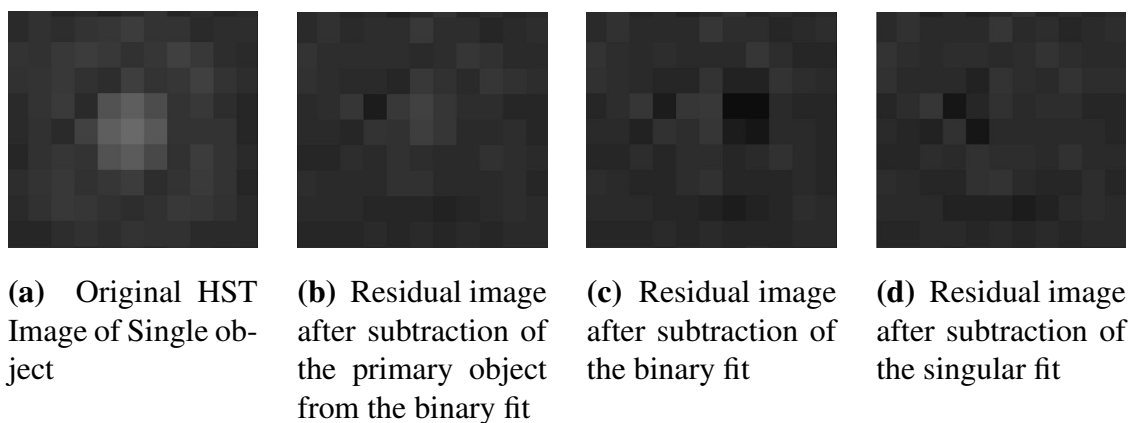 (a) Original HST
Image of Single ob-
ject
(b) Residual image
after subtraction of
the primary object
from the binary fit
(c) Residual image
after subtraction of
the binary fit
(d) Residual image
after subtraction of
the singular fit